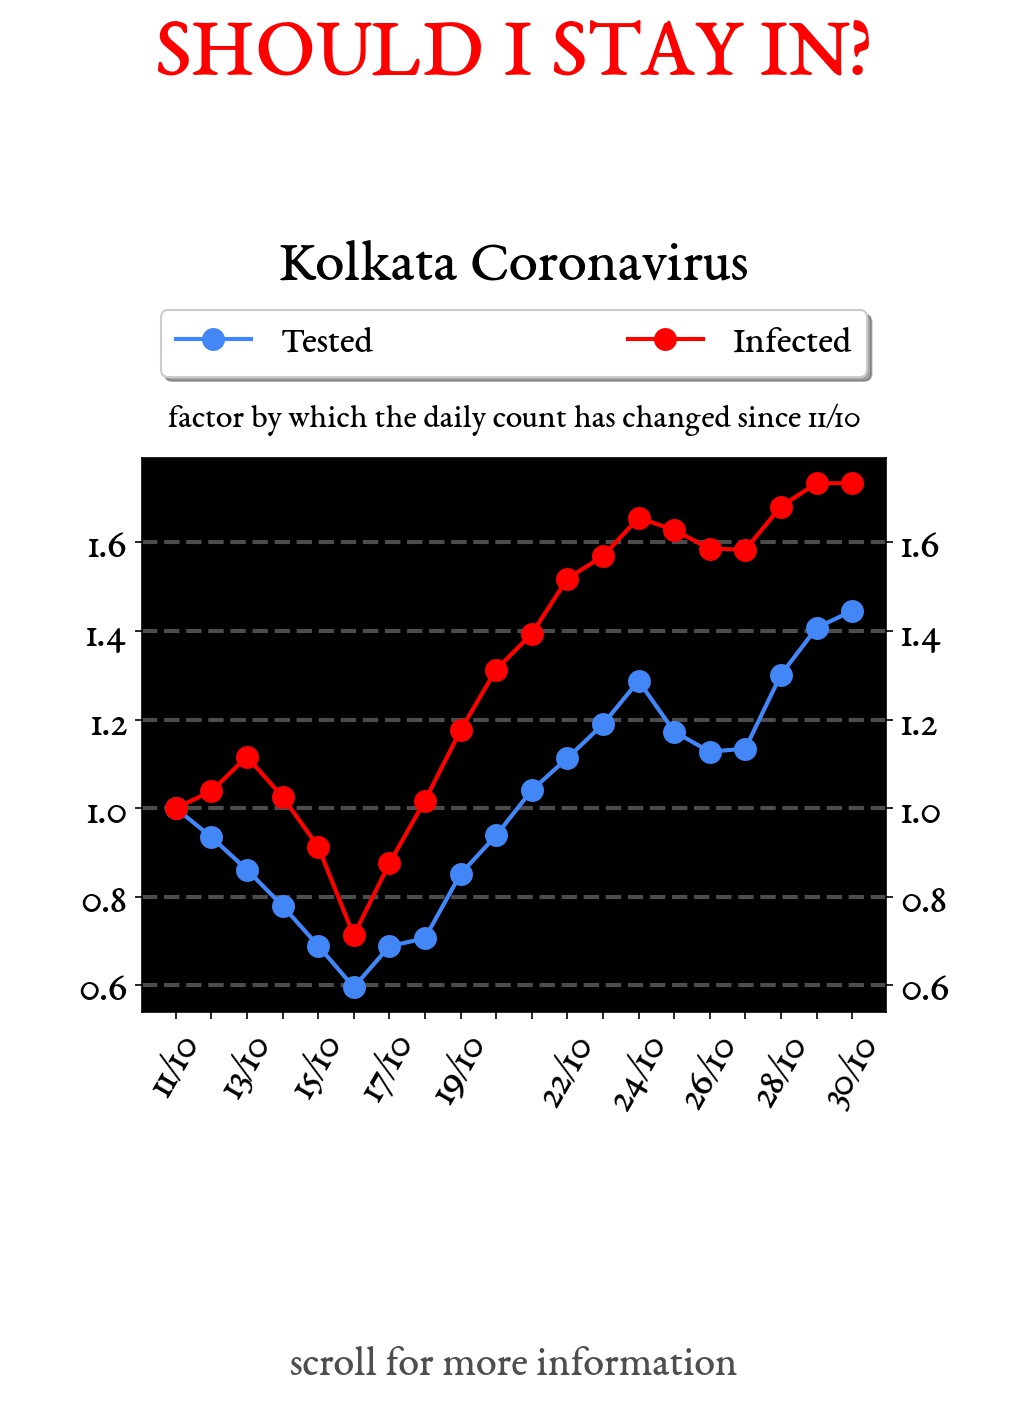 SHOULD I STAY IN?
Kolkata Coronavirus
Tested Infected
factor by which the daily count has changed since 11/10
1.6 1.6
1.4 1.4
1.2 1.2
1.0 1.0
0.8 0.8
0.6 0.6
11/10 13/10 15/10 17/10 19/10 22/10 24/10 26/10 28/10 30/10
scroll for more information